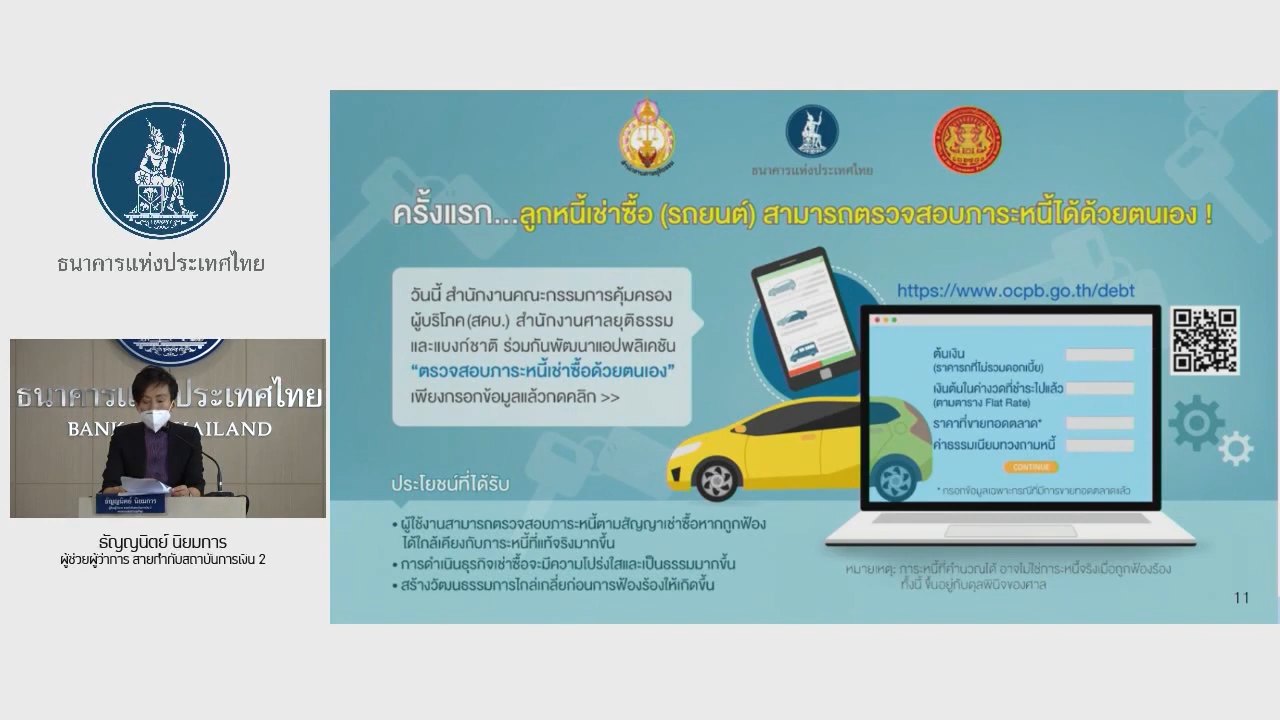 ธนาคารแห่งประเทศไทย
ธนาคารแห่งประเทศไทย
BANK THAILAND
ธัญญนิตย์ นิยมการ
ธัญญนิตย์ นิยมการ
ผู้ช่วยผู้ว่าการ สายกำกับสถาบันการเงิน 2
ธนาคารแห่งประเทศไทย
ครั้งแรก...ลูกหนี้เช่าซื้อ (รถยนต์) สามารถตรวจสอบภาระหนี้ได้ด้วยตนเอง !
วันนี้ สำนักงานคณะกรรมการคุ้มครอง
ผู้บริโภค(สคบ.) สำนักงานศาลยุติธรรม
และแบงก์ชาติ ร่วมกันพัฒนาแอปพลิเคชัน
“ตรวจสอบภาระหนี้เช่าซื้อด้วยตนเอง”
เพียงกรอกข้อมูลแล้วกดคลิก >>
https://www.ocpb.go.th/debt
ต้นเงิน
(ราคารถที่ไม่รวมดอกเบี้ย)
เงินต้นในค่างวดที่ชำระไปแล้ว
(ตามตาราง Flat Rate)
ราคาที่ขายทอดตลาด*
ค่าธรรมเนียมทวงถามหนี้
CONTINUE
* กรอกข้อมูลเฉพาะกรณีที่มีการขายทอดตลาดแล้ว
ประโยชน์ที่ได้รับ
• ผู้ใช้งานสามารถตรวจสอบภาระหนี้ตามสัญญาเช่าซื้อหากถูกฟ้อง
ได้ใกล้เคียงกับภาระหนี้ที่แท้จริงมากขึ้น
• การดำเนินธุรกิจเช่าซื้อจะมีความโปร่งใสและเป็นธรรมมากขึ้น
• สร้างวัฒนธรรมการไกล่เกลี่ยก่อนการฟ้องร้องให้เกิดขึ้น
หมายเหตุ: ภาระหนี้ที่คำนวณได้ อาจไม่ใช่ภาระหนี้จริงเมื่อถูกฟ้องร้อง
ทั้งนี้ ขึ้นอยู่กับดุลพินิจของศาล
11